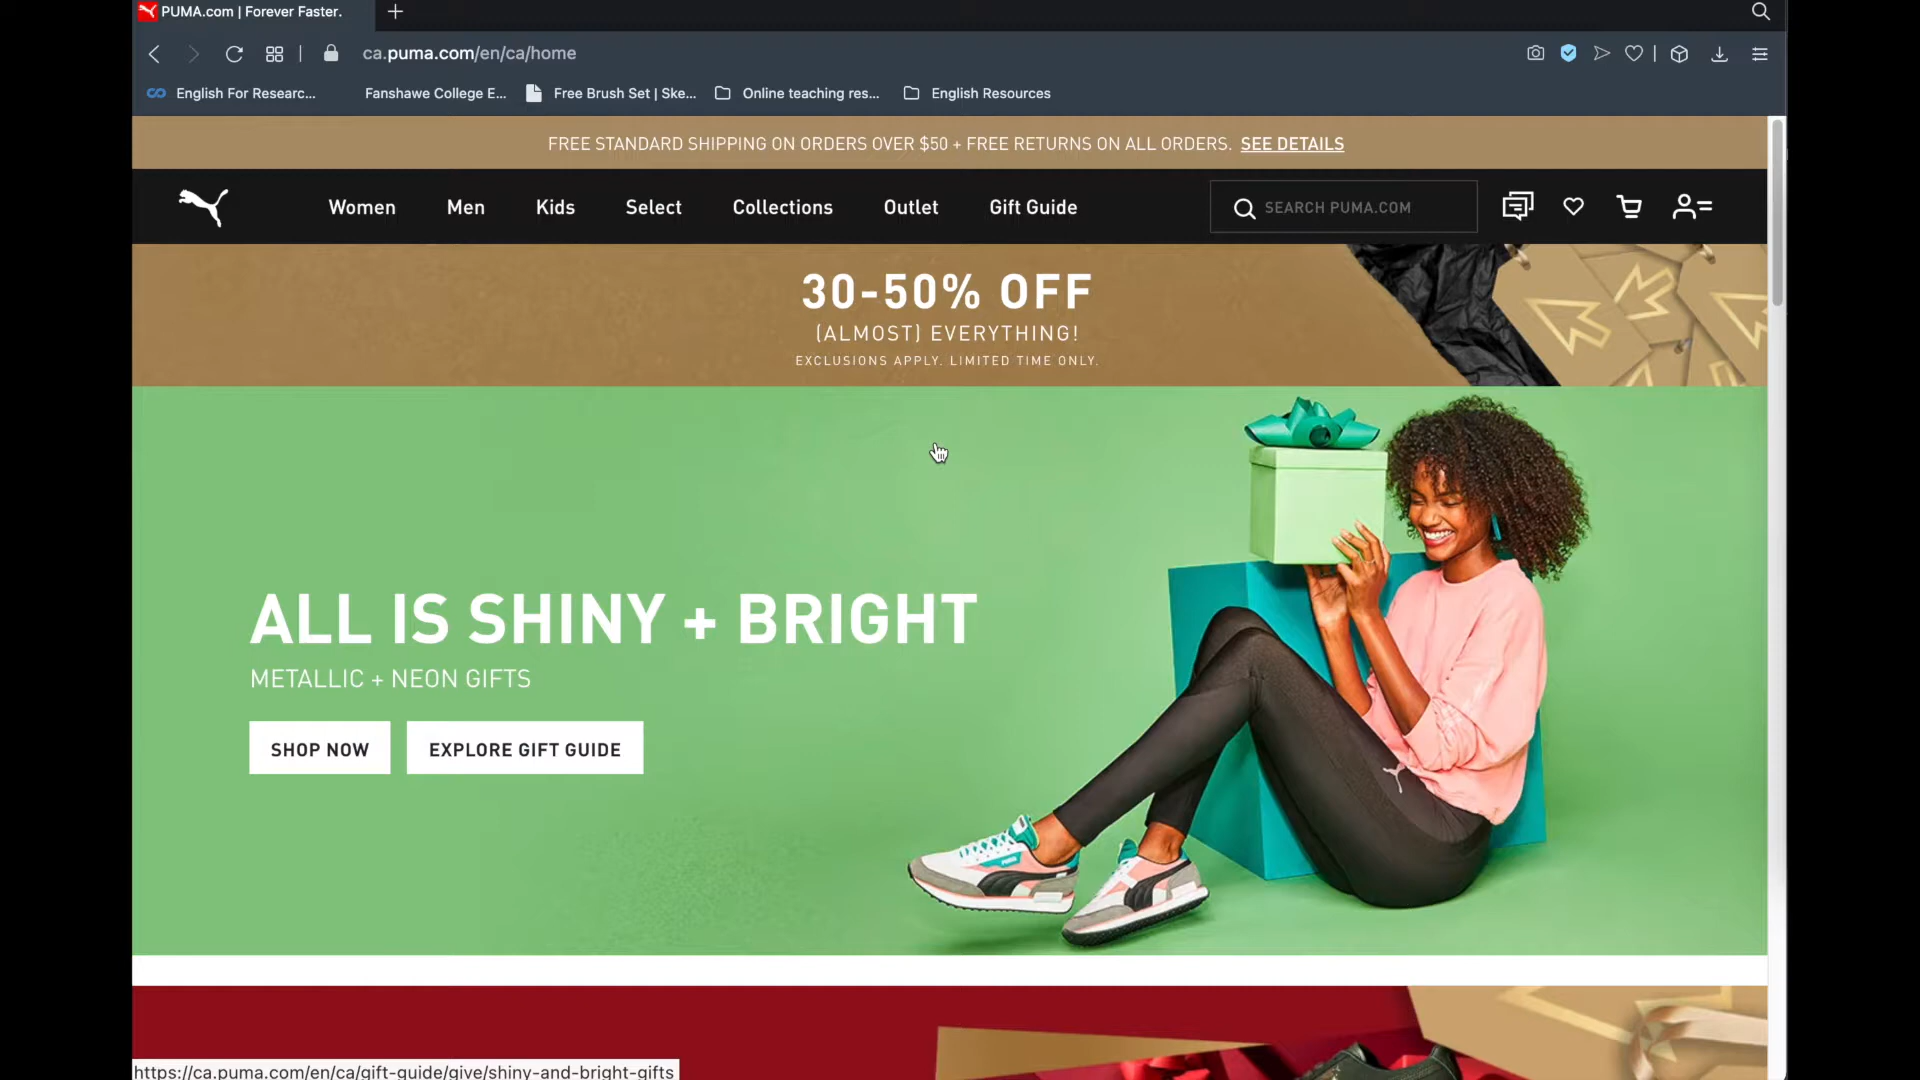 PUMA.com | Forever Faster.
ca.puma.com/en/ca/home
English For Researc...
Fanshawe College E...
Free Brush Set | Ske...
Online teaching res...
English Resources
FREE STANDARD SHIPPING ON ORDERS OVER $50 + FREE RETURNS ON ALL ORDERS. SEE DETAILS
Women
Men
Kids
Select
Collections
Outlet
Gift Guide
SEARCH PUMA.COM
30-50% OFF
(ALMOST) EVERYTHING!
EXCLUSIONS APPLY. LIMITED TIME ONLY.
ALL IS SHINY + BRIGHT
METALLIC + NEON GIFTS
SHOP NOW
EXPLORE GIFT GUIDE
https://ca.puma.com/en/ca/gift-guide/give/shiny-and-bright-gifts